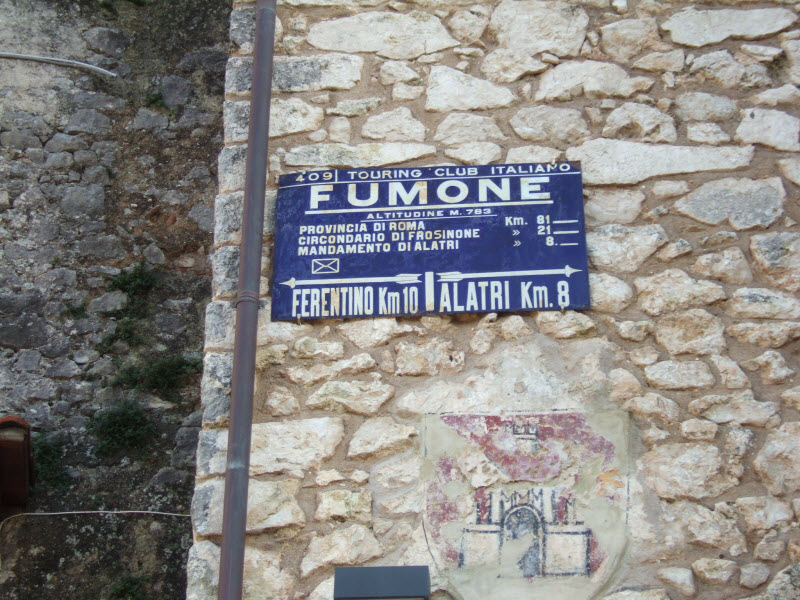 4091 TOURING CLUB ITALIANO
FUMONE
ALTITUDINE M. 783
PROVINCIA DI ROMA Km. 81
CIRCONDARIO DI FROSINONE » 21
MANDAMENTO DI ALATRI » 8
FERENTINO Km 10 ALATRI Km. 8